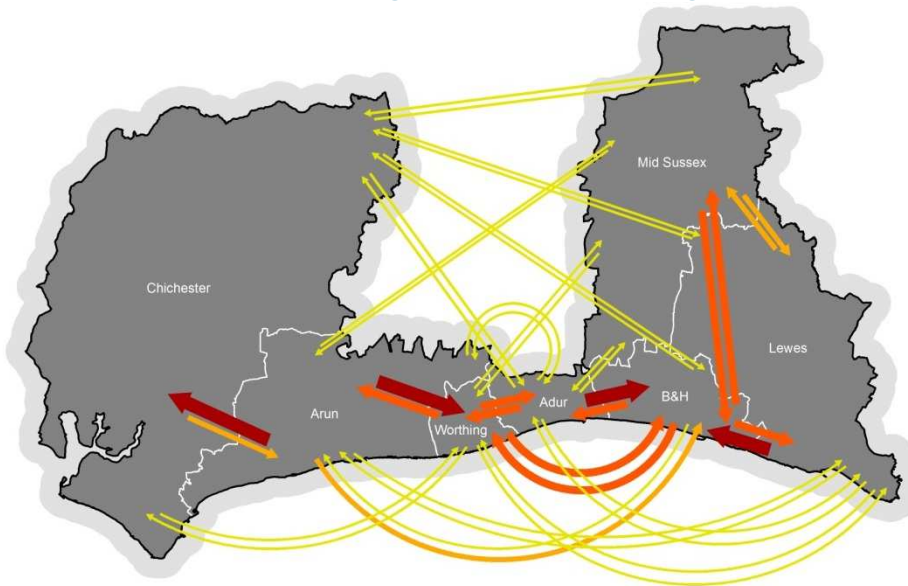 Mid Sussex
Chichester
Lewes
Arun
Adur
B&H
Worthing